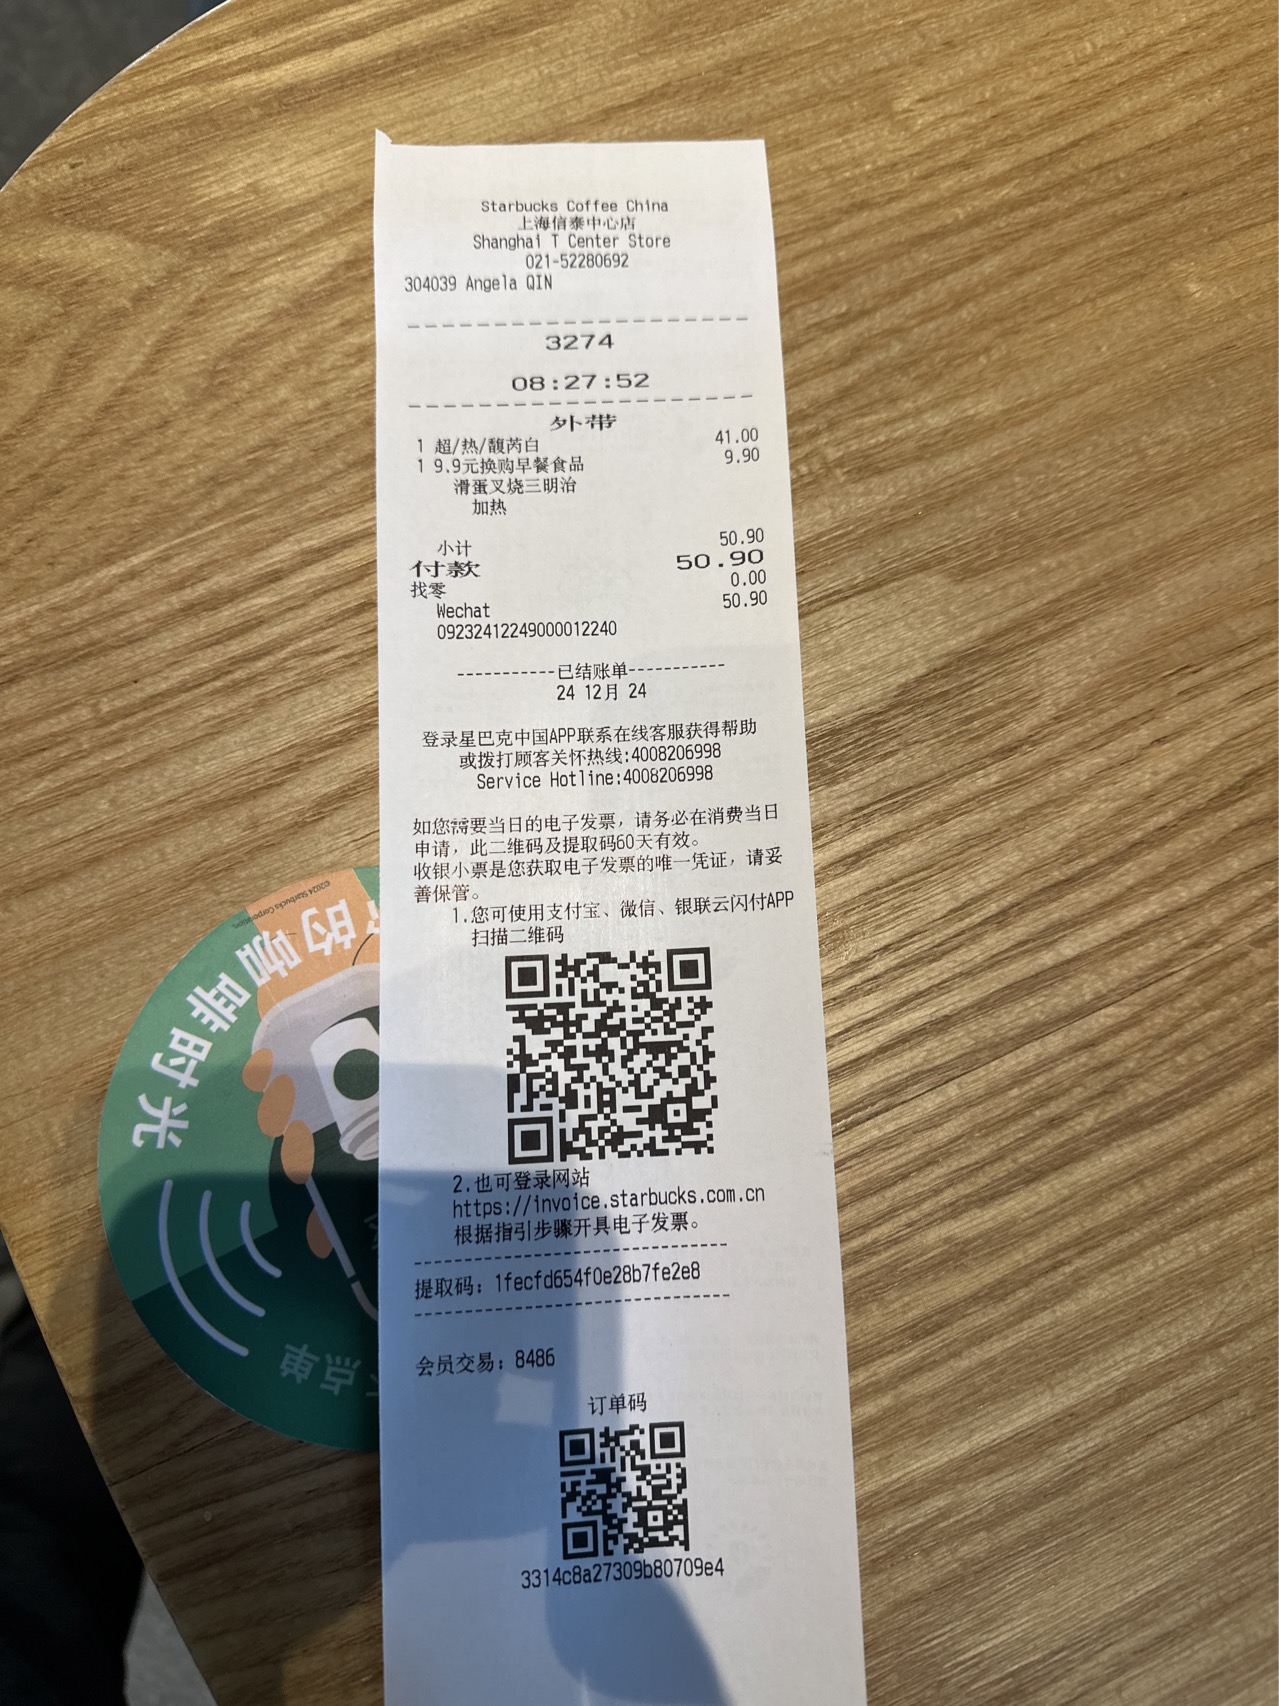 Starbucks Coffee China
上海信泰中心店
Shanghai T Center Store
021-52280692
304039 Angela QIN
3274
08:27:52
外带
1 超/热/馥芮白 41.00
1 9.9元换购早餐食品 9.90
滑蛋叉烧三明治
加热
小计 50.90
付款 50.90
找零 0.00
Wechat 50.90
09232412249000012240
-----------已结账单-----------
24 12月 24
登录星巴克中国APP联系在线客服获得帮助
或拨打顾客关怀热线:4008206998
Service Hotline:4008206998
如您需要当日的电子发票，请务必在消费当日
申请，此二维码及提取码60天有效。
收银小票是您获取电子发票的唯一凭证，请妥
善保管。
1.您可使用支付宝、微信、银联云闪付APP
扫描二维码
2.也可登录网站
https://invoice.starbucks.com.cn
根据指引步骤开具电子发票。
提取码：1fecfd654f0e28b7fe2e8
会员交易：8486
订单码
3314c8a27309b80709e4
©2024 Starbucks Corporation.
的咖啡时光
点单